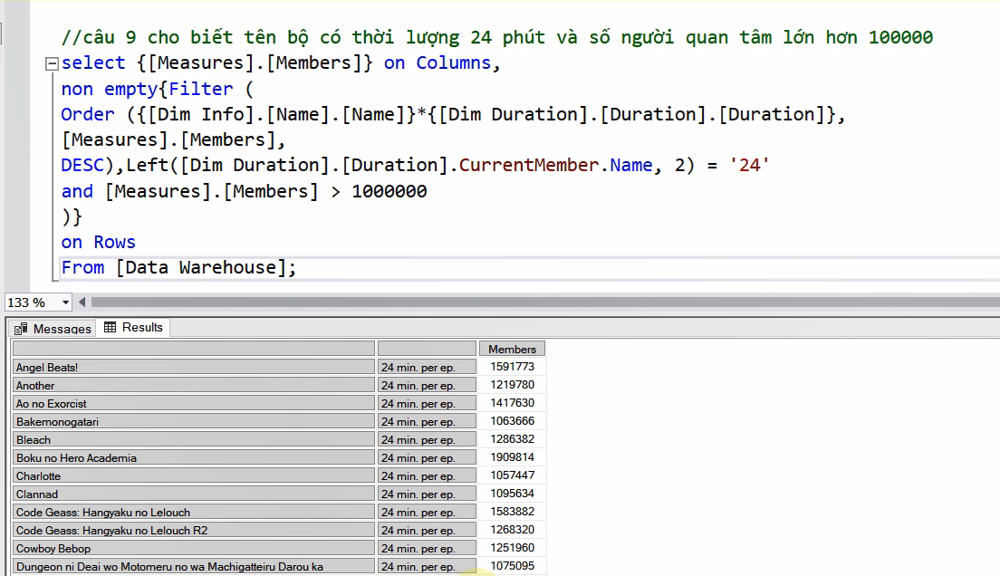 //câu 9 cho biết tên bộ có thời lượng 24 phút và số người quan tâm lớn hơn 100000
select {[Measures].[Members]} on Columns,
non empty{Filter (
Order ({[Dim Info].[Name].[Name]}*{[Dim Duration].[Duration].[Duration]},
[Measures].[Members],
DESC),Left([Dim Duration].[Duration].CurrentMember.Name, 2) = '24'
and [Measures].[Members] > 1000000
)}
on Rows
From [Data Warehouse];
133 %
Messages Results
Members
Angel Beats! 24 min. per ep. 1591773
Another 24 min. per ep. 1219780
Ao no Exorcist 24 min. per ep. 1417630
Bakemonogatari 24 min. per ep. 1063666
Bleach 24 min. per ep. 1286382
Boku no Hero Academia 24 min. per ep. 1909814
Charlotte 24 min. per ep. 1057447
Clannad 24 min. per ep. 1095634
Code Geass: Hangyaku no Lelouch 24 min. per ep. 1583882
Code Geass: Hangyaku no Lelouch R2 24 min. per ep. 1268320
Cowboy Bebop 24 min. per ep. 1251960
Dungeon ni Deai wo Motomeru no wa Machigatteiru Darou ka 24 min. per ep. 1075095